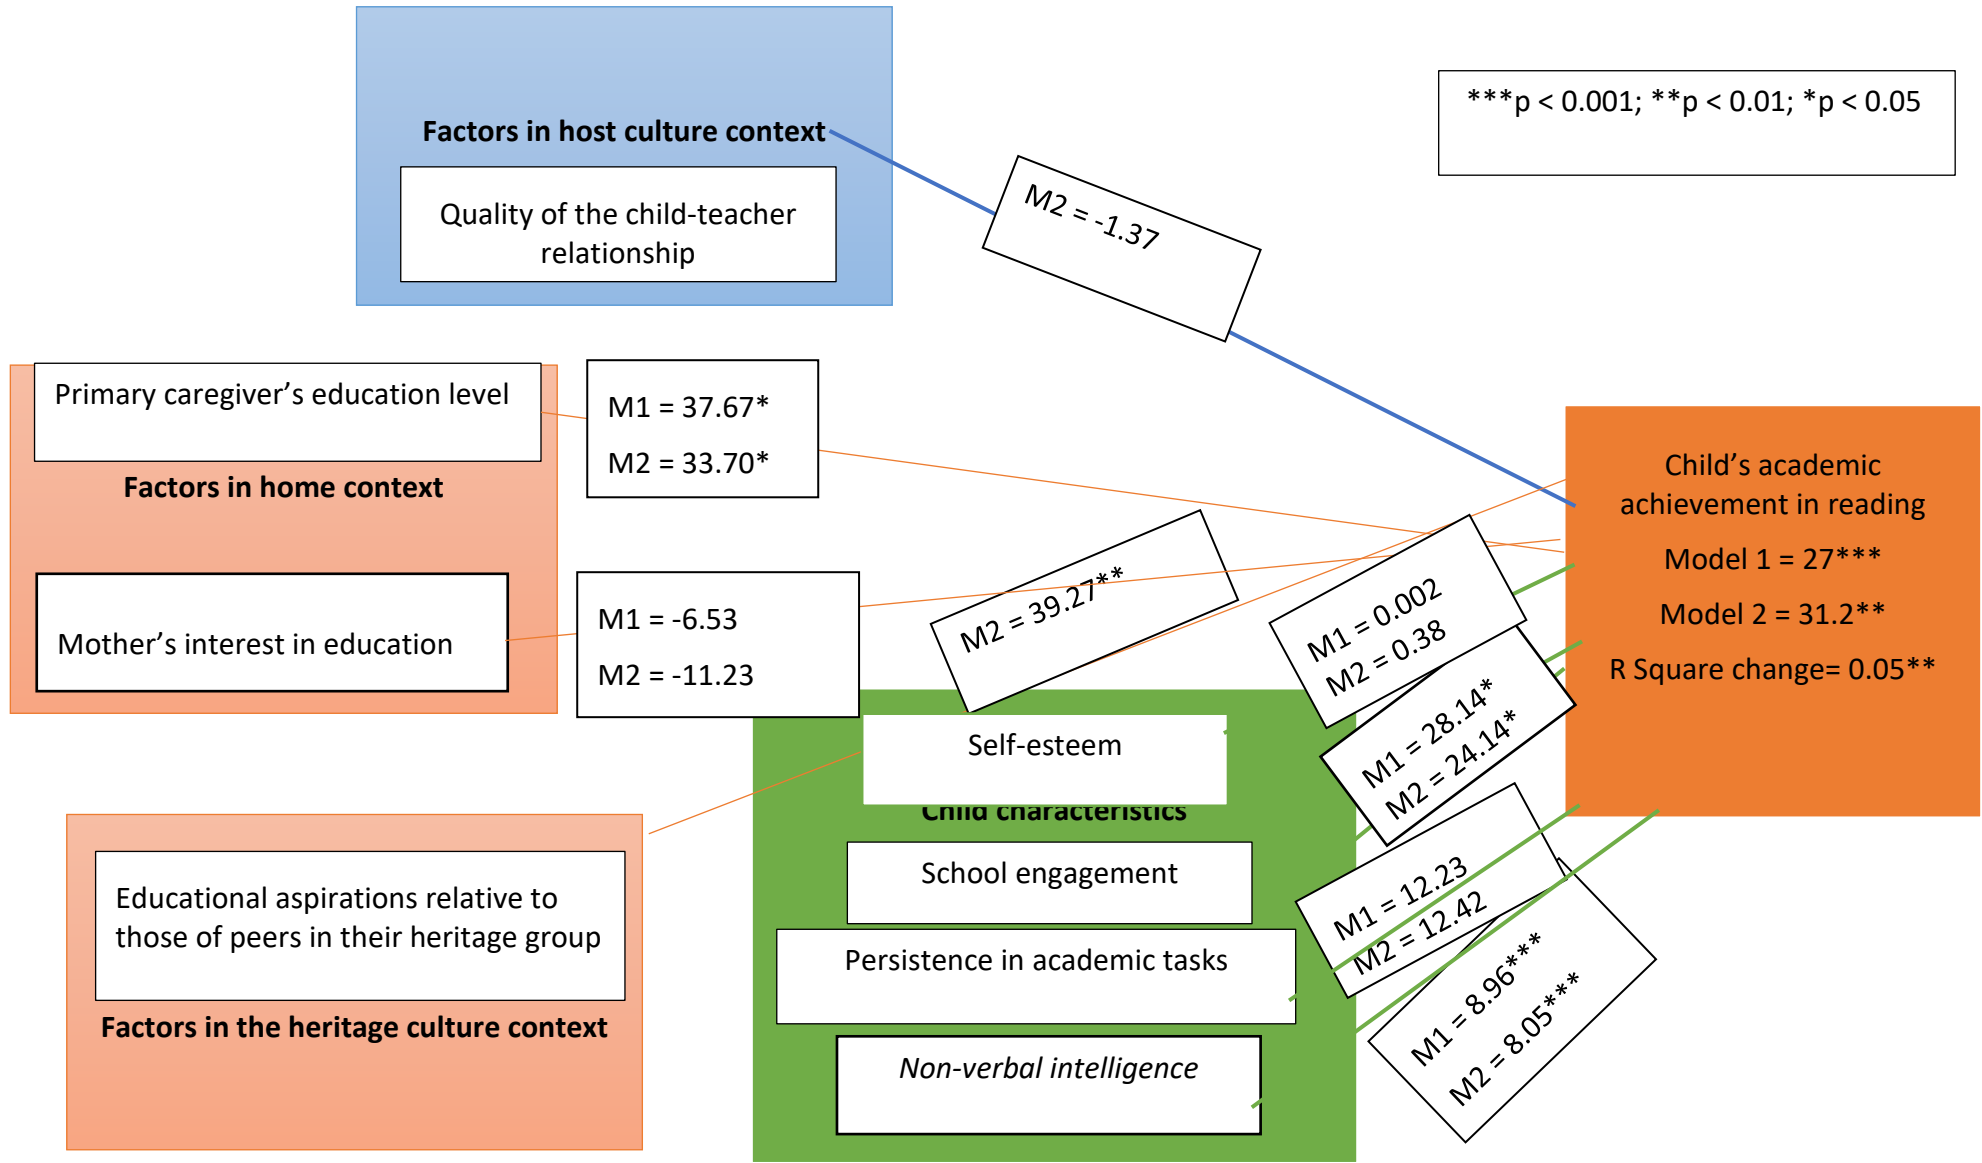 Factors in host culture context
Quality of the child-teacher
relationship
***p < 0.001; **p < 0.01; *p < 0.05
M2 = -1.37
Primary caregiver’s education level
Factors in home context
Mother’s interest in education
M1 = 37.67*
M2 = 33.70*
M1 = -6.53
M2 = -11.23
M2 = 39.27**
M1 = 0.002
M2 = 0.38
M1 = 28.14*
M2 = 24.14*
M1 = 12.23
M2 = 12.42
M1 = 8.96***
M2 = 8.05***
Child’s academic
achievement in reading
Model 1 = 27***
Model 2 = 31.2**
R Square change= 0.05**
Self-esteem
Child characteristics
School engagement
Persistence in academic tasks
Non-verbal intelligence
Educational aspirations relative to
those of peers in their heritage group
Factors in the heritage culture context